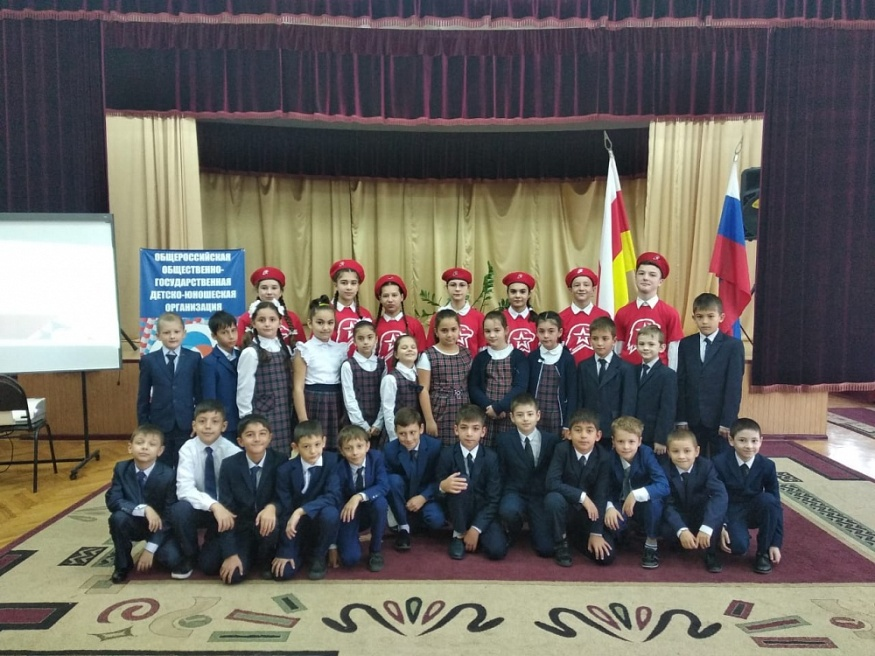 ОБЩЕРОССИЙСКАЯ
ОБЩЕСТВЕННО-
ГОСУДАРСТВЕННАЯ
ДЕТСКО-ЮНОШЕСКАЯ
ОРГАНИЗАЦИЯ